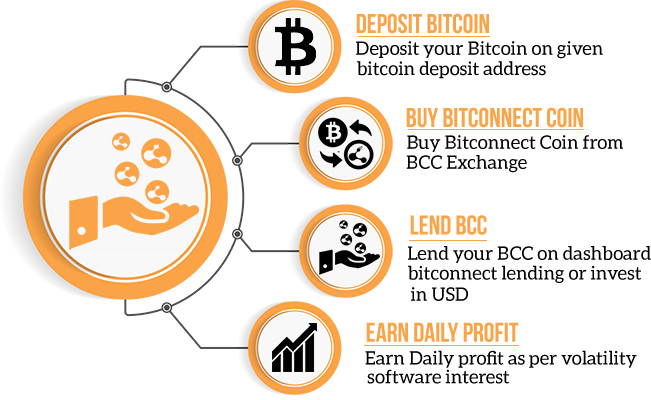 DEPOSIT BITCOIN
Deposit your Bitcoin on given
bitcoin deposit address
BUY BITCONNECT COIN
Buy Bitconnect Coin from
BCC Exchange
LEND BCC
Lend your BCC on dashboard
bitconnect lending or invest
in USD
EARN DAILY PROFIT
Earn Daily profit as per volatility
software interest